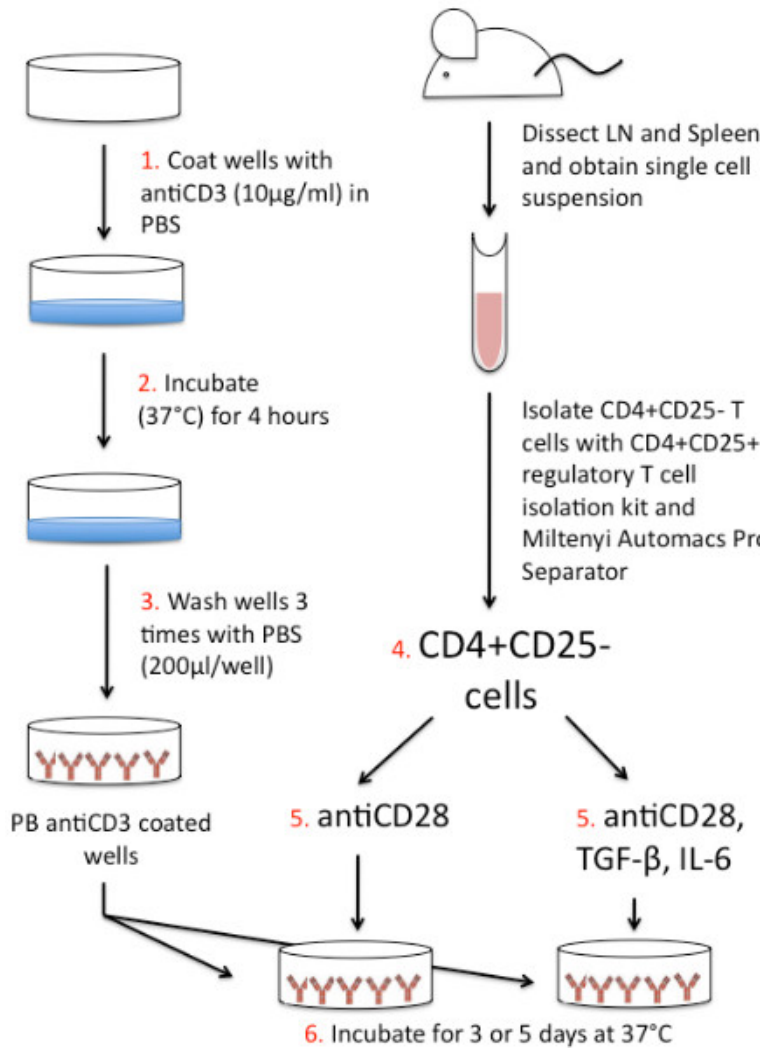 1. Coat wells with
antiCD3 (10µg/ml) in
PBS
2. Incubate
(37°C) for 4 hours
3. Wash wells 3
times with PBS
(200µl/well)
PB antiCD3 coated
wells
Dissect LN and Spleen
and obtain single cell
suspension
Isolate CD4+CD25- T
cells with CD4+CD25+
regulatory T cell
isolation kit and
Miltenyi Automacs Pro
Separator
4. CD4+CD25-
cells
5. antiCD28
5. antiCD28,
TGF-β, IL-6
6. Incubate for 3 or 5 days at 37°C